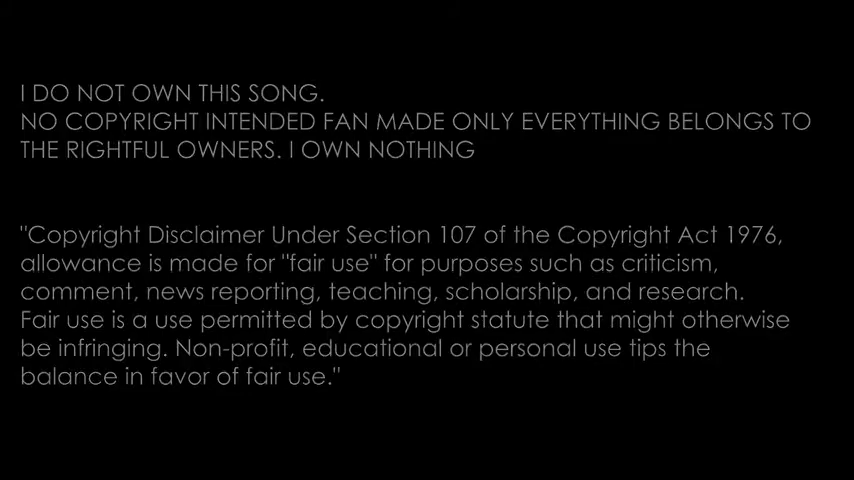 I DO NOT OWN THIS SONG.
NO COPYRIGHT INTENDED FAN MADE ONLY EVERYTHING BELONGS TO
THE RIGHTFUL OWNERS. I OWN NOTHING
"Copyright Disclaimer Under Section 107 of the Copyright Act 1976,
allowance is made for "fair use" for purposes such as criticism,
comment, news reporting, teaching, scholarship, and research.
Fair use is a use permitted by copyright statute that might otherwise
be infringing. Non-profit, educational or personal use tips the
balance in favor of fair use."